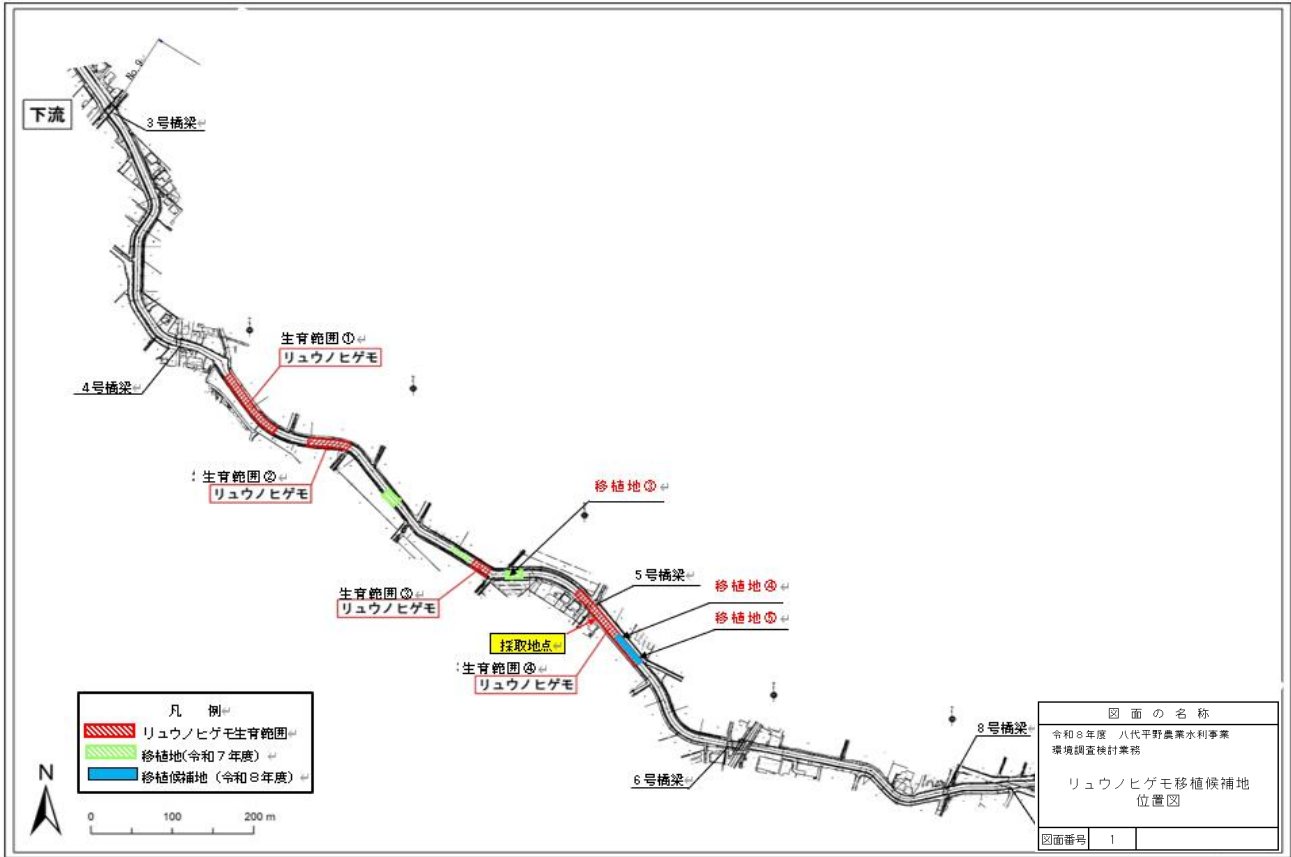 No.9
下流
3号橋梁
生育範囲①
リュウノヒゲモ
4号橋梁
生育範囲②
リュウノヒゲモ
移植地③
生育範囲③
リュウノヒゲモ
5号橋梁
移植地④
移植地⑤
採取地点
生育範囲④
リュウノヒゲモ
凡 例
リュウノヒゲモ生育範囲
移植地(令和7年度)
移植候補地（令和8年度）
N
0 100 200 m
6号橋梁
8号橋梁
図面の名称
令和8年度 八代平野農業水利事業
環境調査検討業務
リュウノヒゲモ移植候補地
位置図
図面番号 1